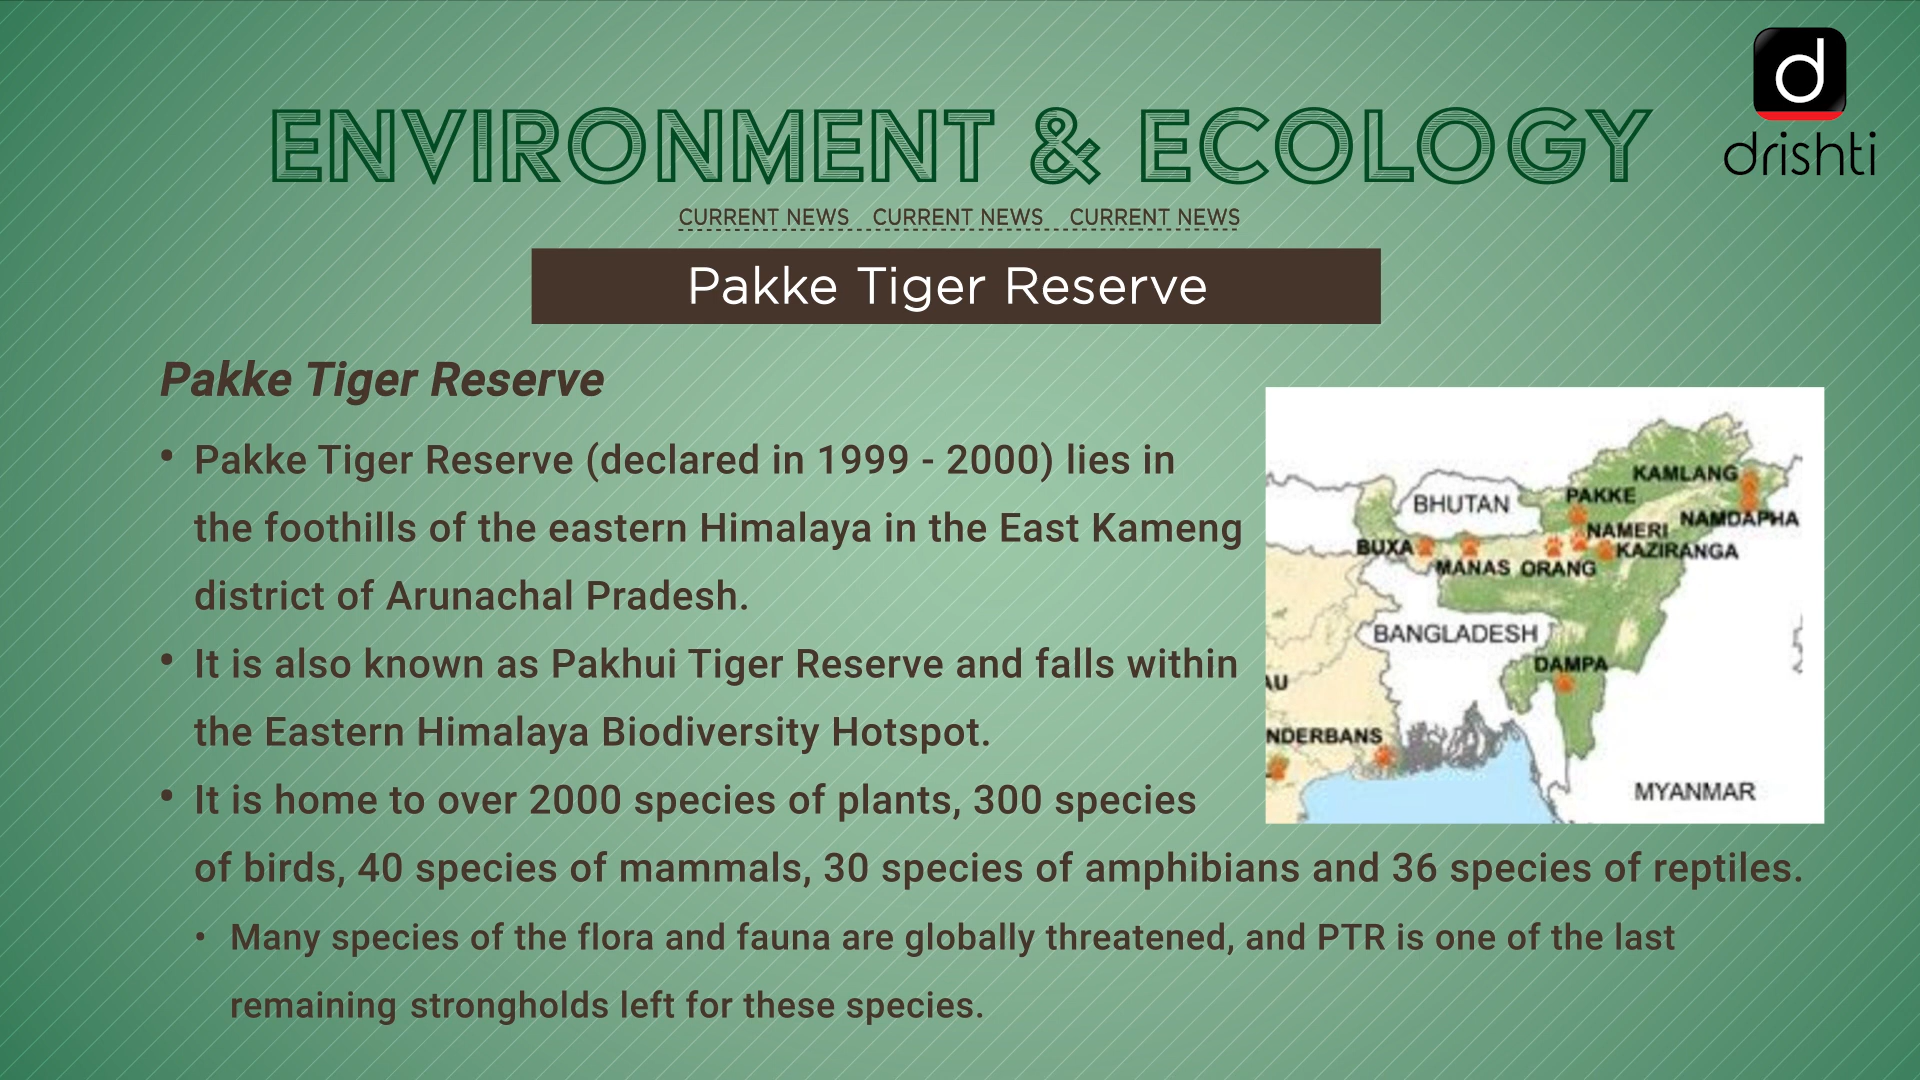 d
drishti
ENVIRONMENT & ECOLOGY
CURRENT NEWS CURRENT NEWS CURRENT NEWS
Pakke Tiger Reserve
Pakke Tiger Reserve
• Pakke Tiger Reserve (declared in 1999 - 2000) lies in
the foothills of the eastern Himalaya in the East Kameng
district of Arunachal Pradesh.
• It is also known as Pakhui Tiger Reserve and falls within
the Eastern Himalaya Biodiversity Hotspot.
• It is home to over 2000 species of plants, 300 species
of birds, 40 species of mammals, 30 species of amphibians and 36 species of reptiles.
• Many species of the flora and fauna are globally threatened, and PTR is one of the last
remaining strongholds left for these species.
KAMLANG
PAKKE
BHUTAN
NAMDAPHA
NAMERI
BUXA
KAZIRANGA
MANAS ORANG
BANGLADESH
DAMPA
AU
NDERBANS
MYANMAR